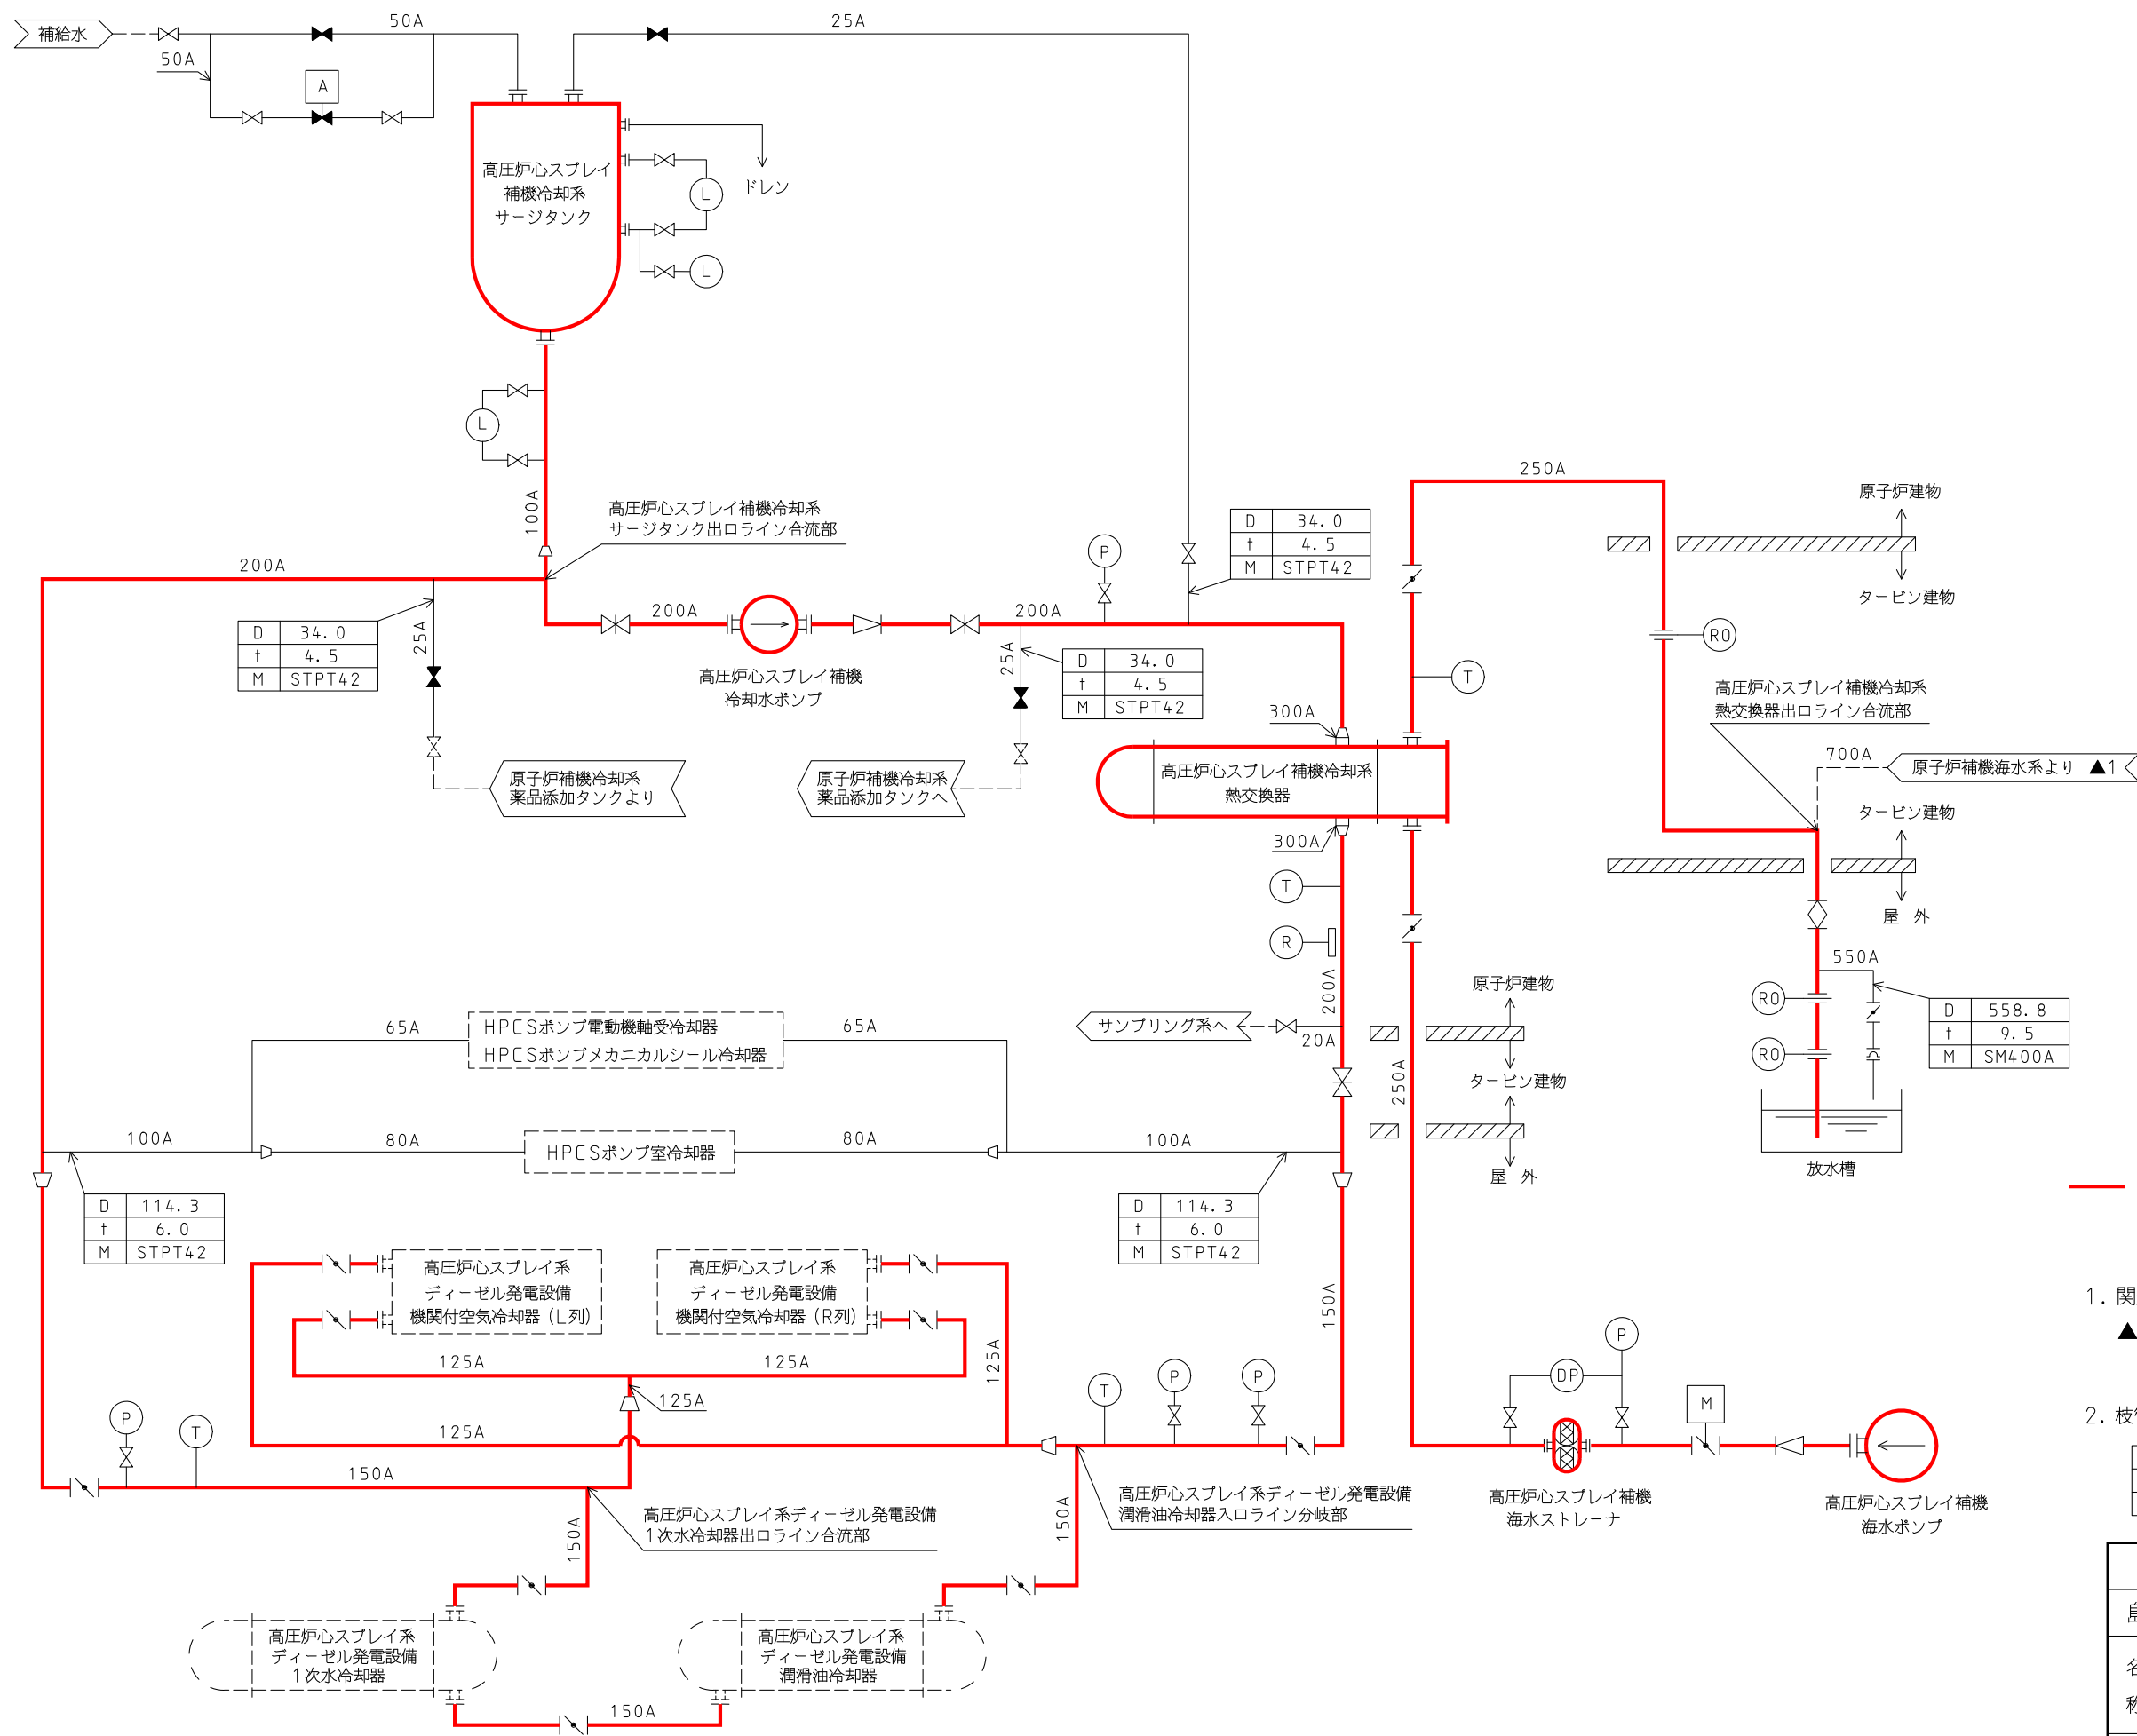 補給水
50A
50A
A
25A
高圧炉心スプレイ
補機冷却系
サージタンク
ドレン
L
L
L
100A
高圧炉心スプレイ補機冷却系
サージタンク出口ライン合流部
200A
D 34.0
t 4.5
M STPT42
25A
200A
高圧炉心スプレイ補機
冷却水ポンプ
200A
P
D 34.0
t 4.5
M STPT42
25A
D 34.0
t 4.5
M STPT42
原子炉補機冷却系
薬品添加タンクより
原子炉補機冷却系
薬品添加タンクへ
300A
高圧炉心スプレイ補機冷却系
熱交換器
300A
T
R
200A
サンプリング系へ
20A
250A
原子炉建物
タービン建物
RO
T
高圧炉心スプレイ補機冷却系
熱交換器出口ライン合流部
700A
原子炉補機海水系より ▲1
タービン建物
屋 外
550A
RO
RO
D 558.8
t 9.5
M SM400A
放水槽
原子炉建物
タービン建物
屋 外
250A
65A
HPCSポンプ電動機軸受冷却器
HPCSポンプメカニカルシール冷却器
65A
100A
80A
HPCSポンプ室冷却器
80A
100A
D 114.3
t 6.0
M STPT42
D 114.3
t 6.0
M STPT42
高圧炉心スプレイ系
ディーゼル発電設備
機関付空気冷却器(L列)
高圧炉心スプレイ系
ディーゼル発電設備
機関付空気冷却器(R列)
125A
125A
125A
125A
125A
150A
P
T
150A
T
P
P
150A
高圧炉心スプレイ系ディーゼル発電設備
1次水冷却器出口ライン合流部
150A
高圧炉心スプレイ系ディーゼル発電設備
潤滑油冷却器入口ライン分岐部
高圧炉心スプレイ系
ディーゼル発電設備
1次水冷却器
高圧炉心スプレイ系
ディーゼル発電設備
潤滑油冷却器
150A
DP
P
M
高圧炉心スプレイ補機
海水ストレーナ
高圧炉心スプレイ補機
海水ポンプ
1. 関
▲
2. 枝
名
称